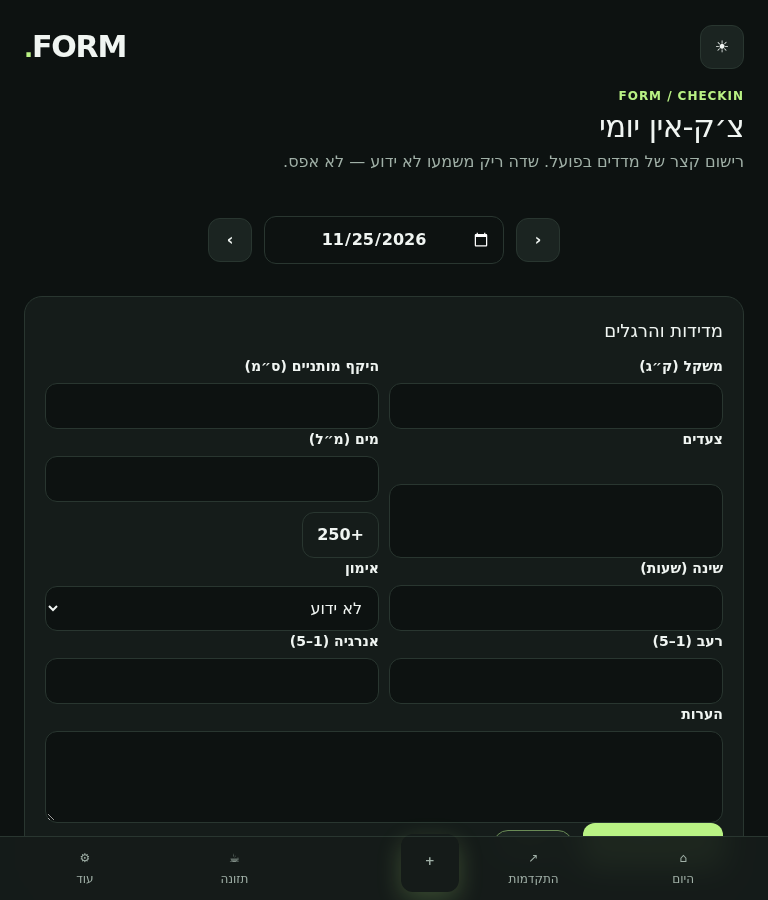 FORM.
FORM / CHECKIN
צ׳ק-אין יומי
רישום קצר של מדדים בפועל. שדה ריק משמעו לא ידוע — לא אפס.
11/25/2026
מדידות והרגלים
משקל (ק״ג)
היקף מותניים (ס״מ)
צעדים
מים (מ״ל)
250+
שינה (שעות)
אימון
לא ידוע
רעב (1–5)
אנרגיה (1–5)
הערות
היום
התקדמות
+
תזונה
עוד